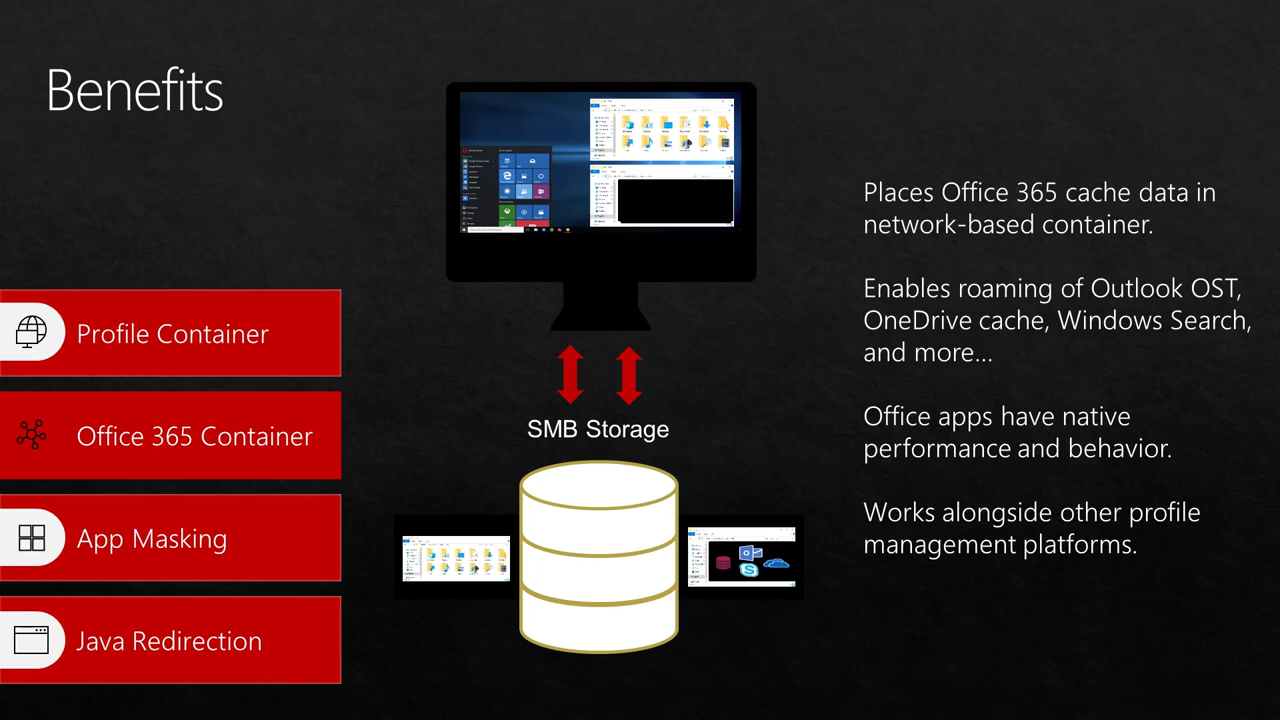 Benefits
Profile Container
Office 365 Container
App Masking
Java Redirection
SMB Storage
Places Office 365 cache data in
network-based container.
Enables roaming of Outlook OST,
OneDrive cache, Windows Search,
and more...
Office apps have native
performance and behavior.
Works alongside other profile
management platforms.